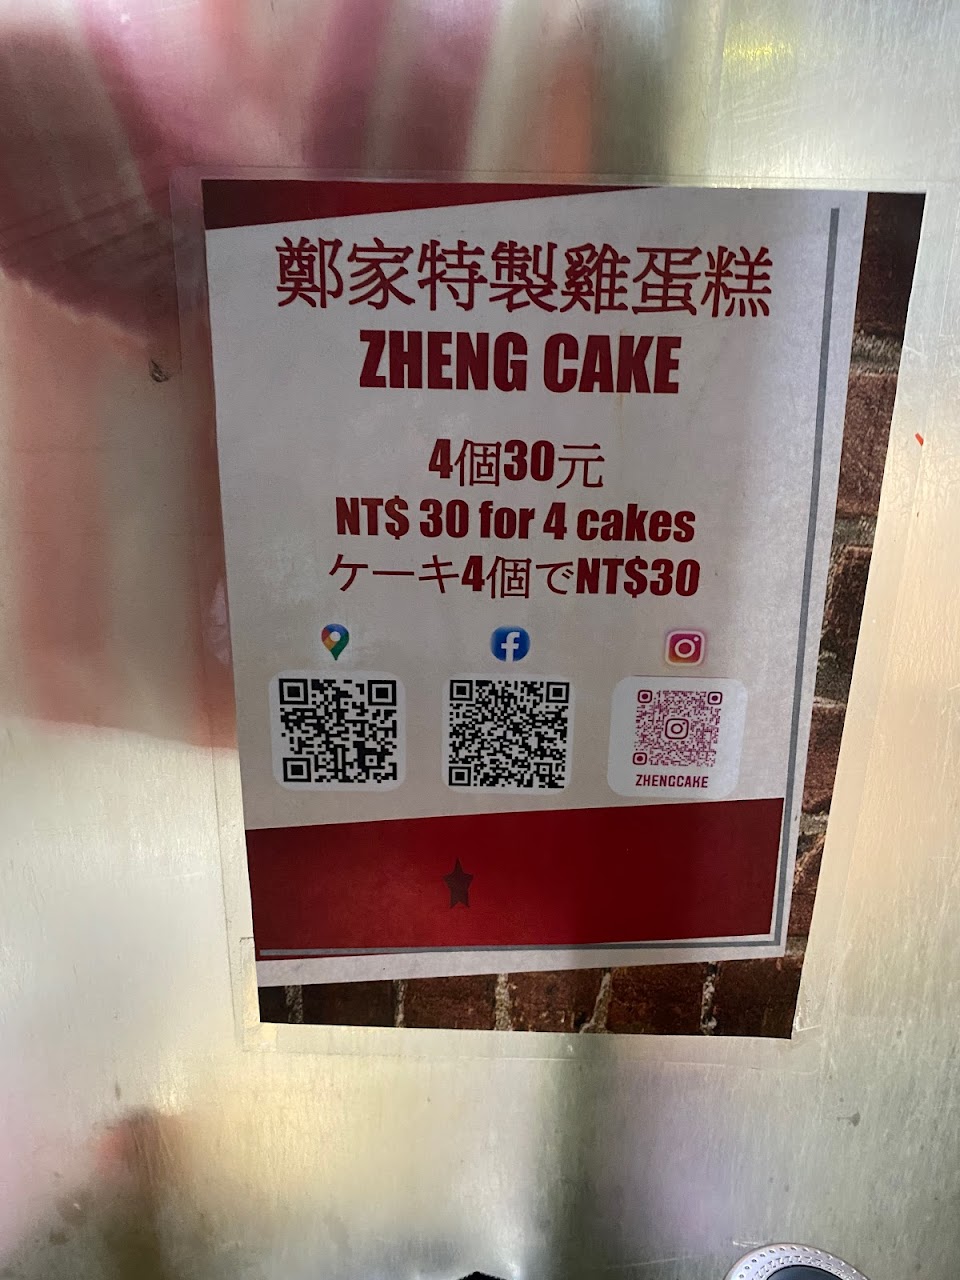 鄭家特製雞蛋糕
ZHENG CAKE
4個30元
NT$ 30 for 4 cakes
ケーキ4個でNT$30
ZHENGCAKE